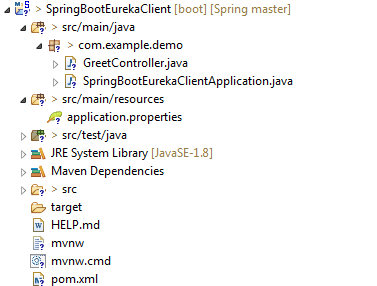 > SpringBootEurekaClient [boot] [Spring master]
> src/main/java
> com.example.demo
GreetController.java
> SpringBootEurekaClientApplication.java
> src/main/resources
application.properties
> src/test/java
JRE System Library [JavaSE-1.8]
Maven Dependencies
> src
target
HELP.md
mvnw
mvnw.cmd
pom.xml